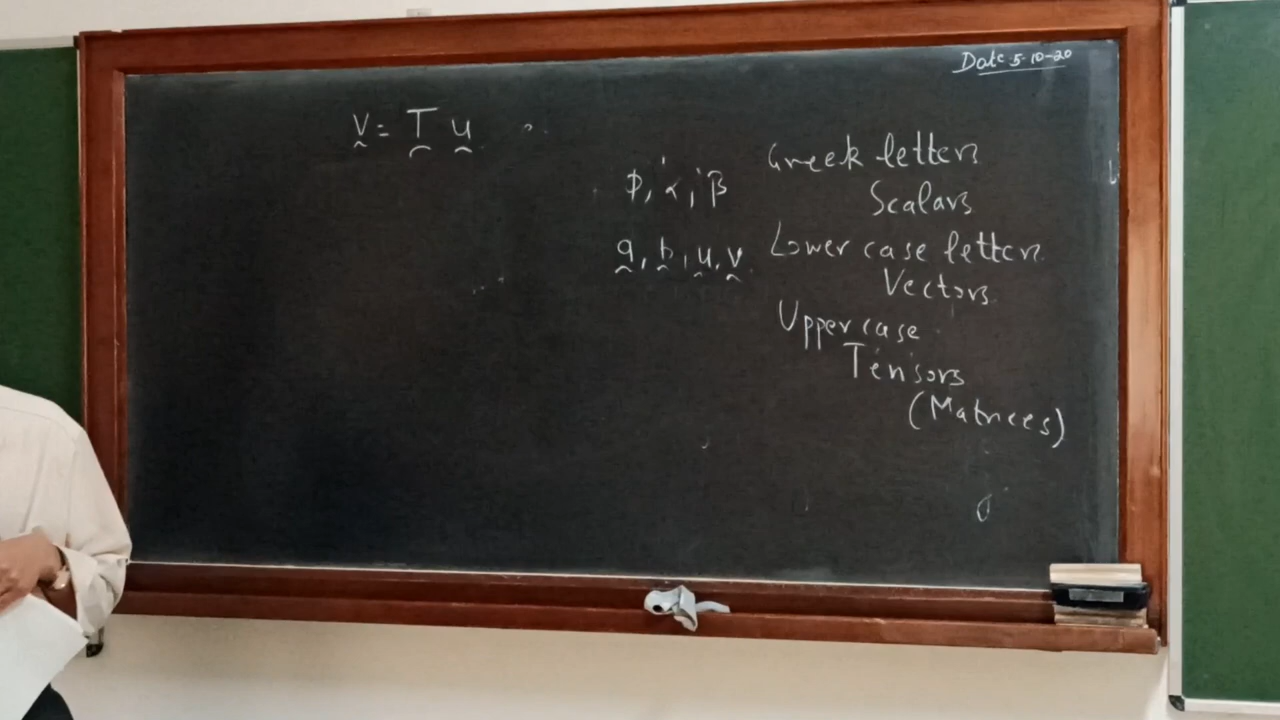 Date 5-10-20
v = T u
ϕ, α, β Greek letters
Scalars
a, b, u, v Lower case letters
Vectors
Upper case
Tensors
(Matrices)